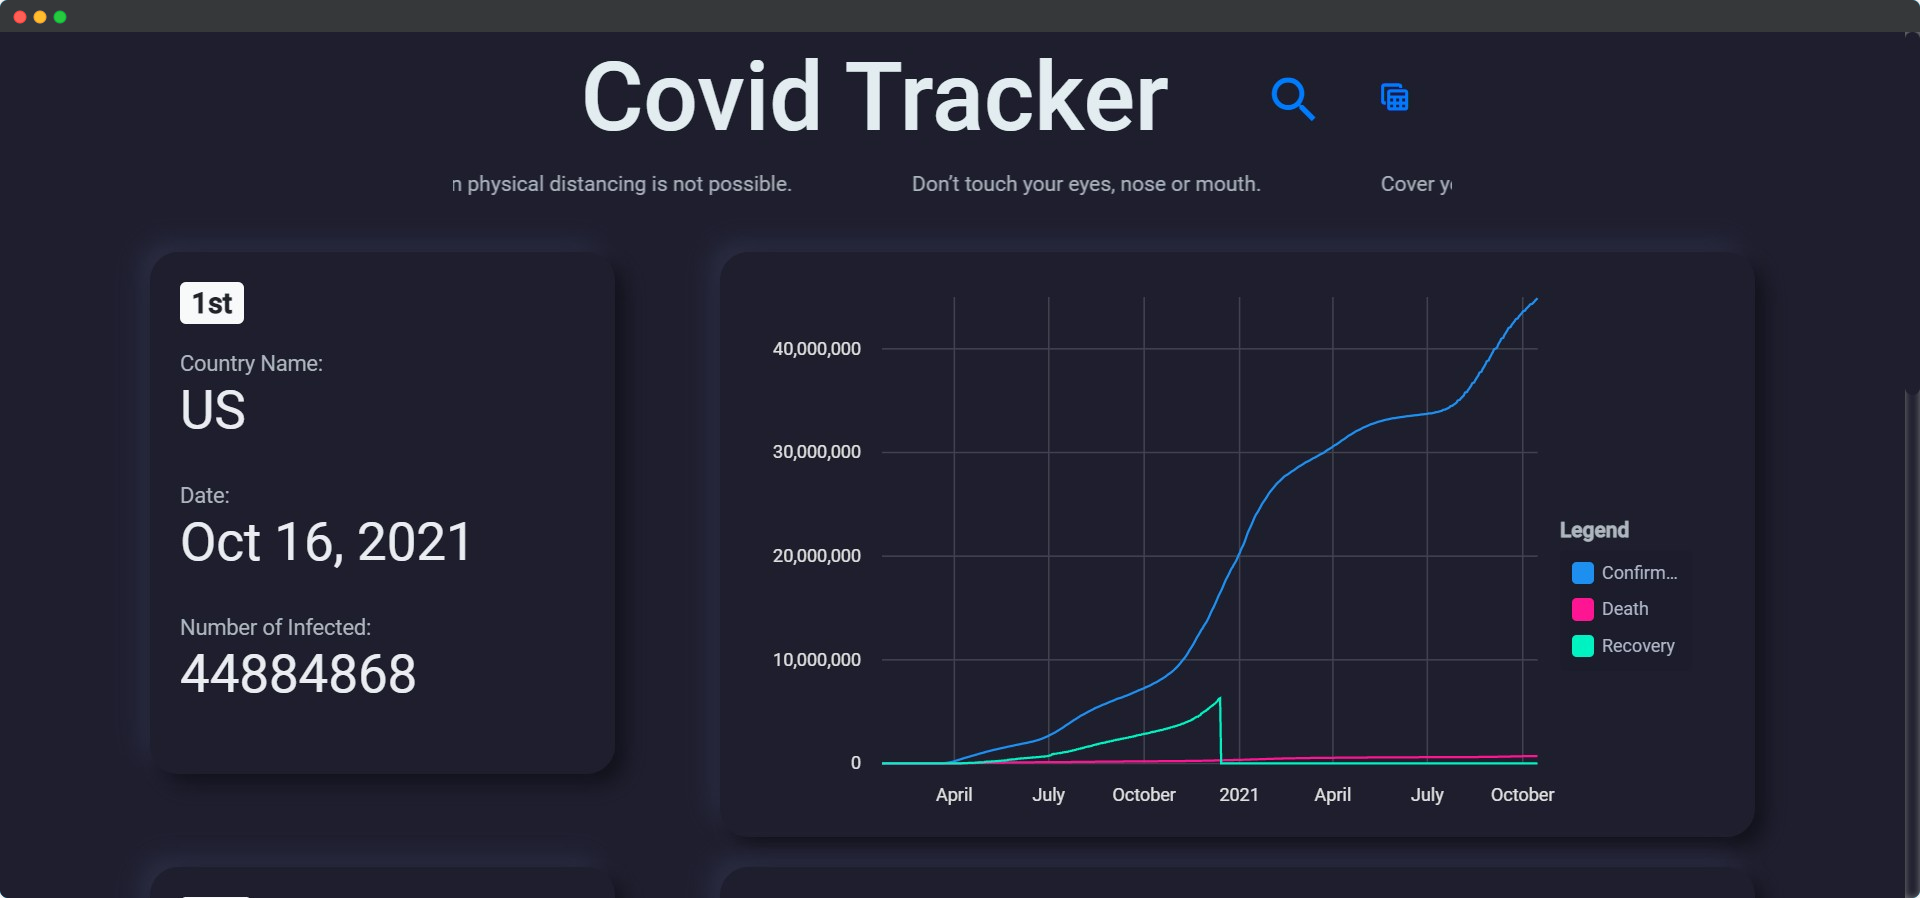 Covid Tracker
n physical distancing is not possible. Don’t touch your eyes, nose or mouth. Cover y
1st
Country Name:
US
Date:
Oct 16, 2021
Number of Infected:
44884868
40,000,000
30,000,000
20,000,000
10,000,000
0
April July October 2021 April July October
Legend
Confirm...
Death
Recovery